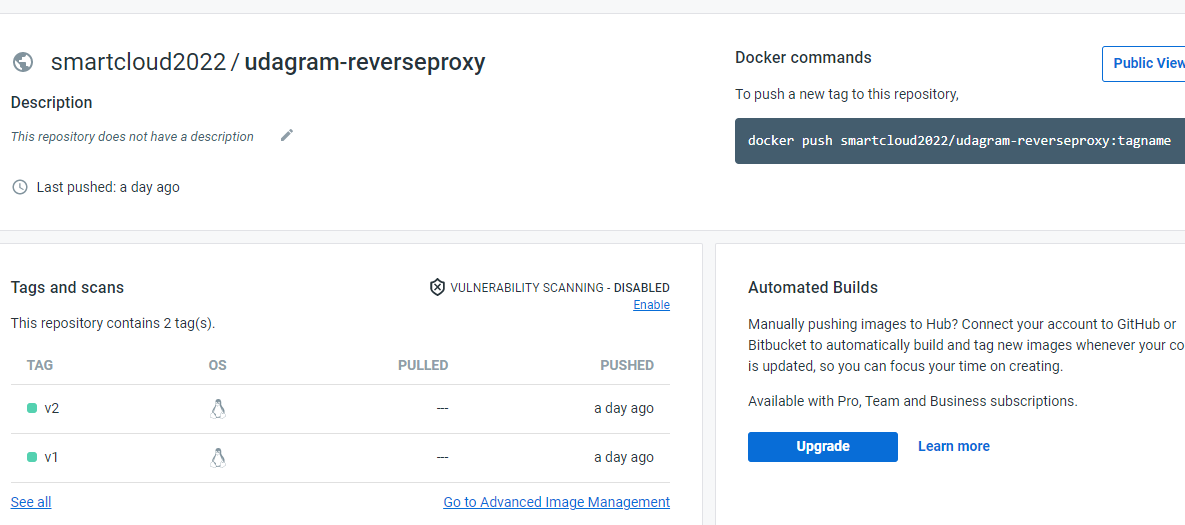 smartcloud2022 / udagram-reverseproxy
Description
This repository does not have a description
Last pushed: a day ago
Docker commands
Public View
To push a new tag to this repository,
docker push smartcloud2022/udagram-reverseproxy:tagname
Tags and scans
VULNERABILITY SCANNING - DISABLED
Enable
This repository contains 2 tag(s).
TAG OS PULLED PUSHED
v2 --- a day ago
v1 --- a day ago
See all
Go to Advanced Image Management
Automated Builds
Manually pushing images to Hub? Connect your account to GitHub or
Bitbucket to automatically build and tag new images whenever your co
is updated, so you can focus your time on creating.
Available with Pro, Team and Business subscriptions.
Upgrade
Learn more